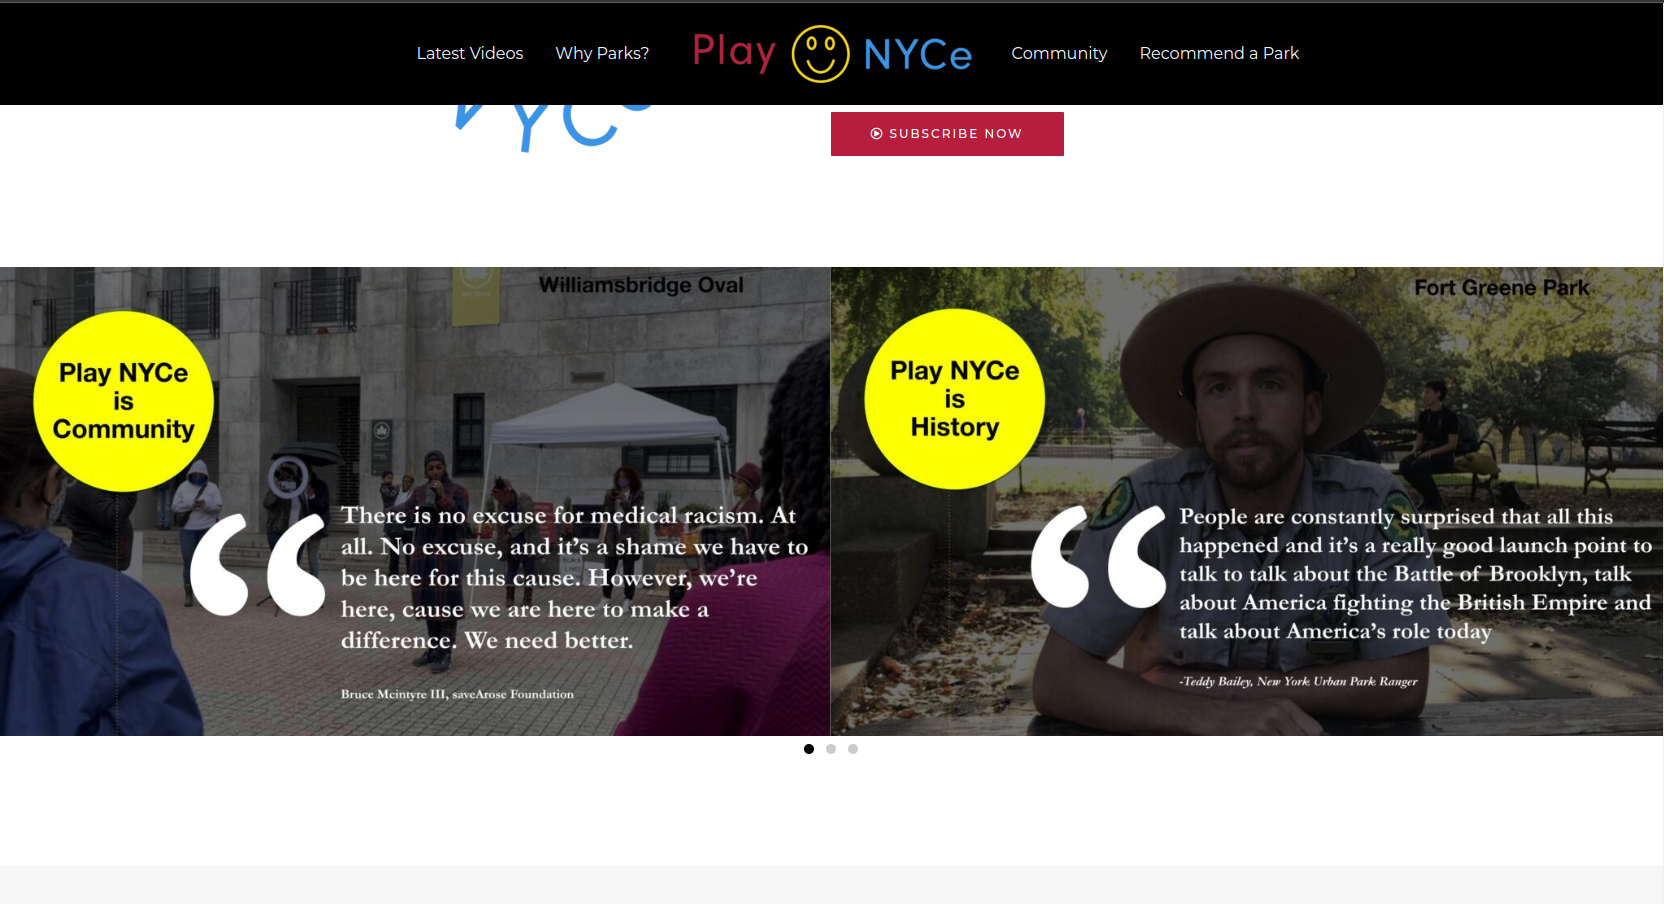 Latest Videos
Why Parks?
Play NYCe
Community
Recommend a Park
NYCe
SUBSCRIBE NOW
Williamsbridge Oval
Play NYCe
is
Community
There is no excuse for medical racism. At
all. No excuse, and it's a shame we have to
be here for this cause. However, we're
here, cause we are here to make a
difference. We need better.
Bruce Mcintyre III, saveArose Foundation
Fort Greene Park
Play NYCe
is
History
People are constantly surprised that all this
happened and it's a really good launch point to
talk to talk about the Battle of Brooklyn, talk
about America fighting the British Empire and
talk about America's role today
-Teddy Bailey, New York Urban Park Ranger